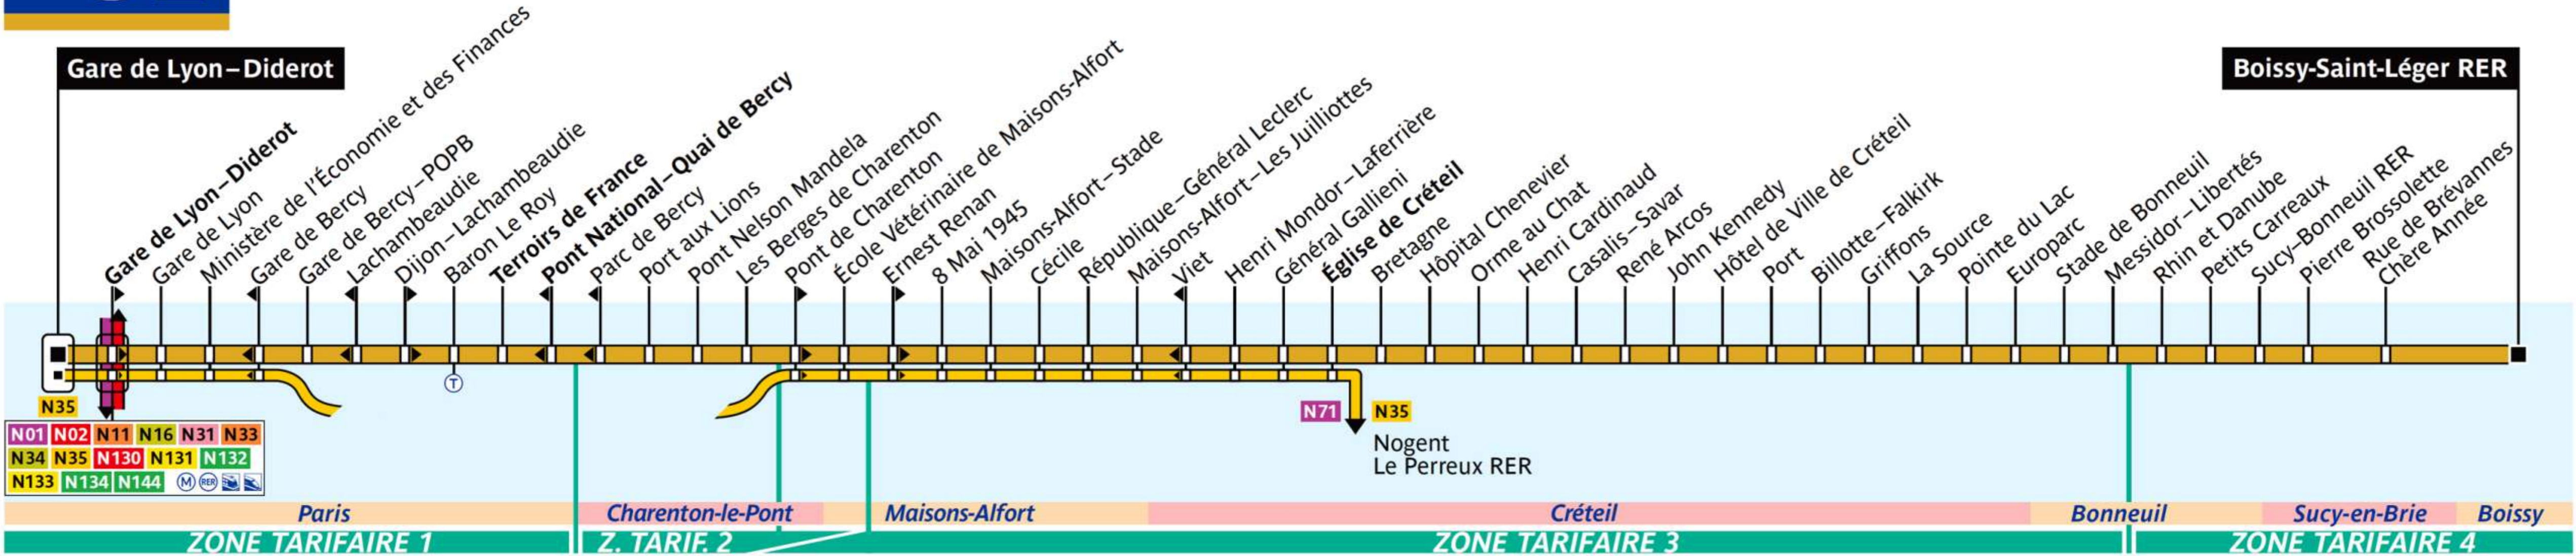 Gare de Lyon–Diderot
Boissy-Saint-Léger RER
Gare de Lyon–Diderot
Gare de Lyon
Ministère de l'Économie et des Finances
Gare de Bercy
Gare de Bercy–POPB
Lachambeaudie
Dijon–Lachambeaudie
Baron Le Roy
Terroirs de France
Pont National–Quai de Bercy
Parc de Bercy
Port aux Lions
Pont Nelson Mandela
Les Berges de Charenton
Pont de Charenton
École Vétérinaire de Maisons-Alfort
Ernest Renan
8 Mai 1945
Maisons-Alfort–Stade
Cécile
République–Général Leclerc
Maisons-Alfort–Les Juilliottes
Viet
Henri Mondor–Laferrière
Général Gallieni
Église de Créteil
Bretagne
Hôpital Chenevier
Orme au Chat
Henri Cardinaud
Casalis–Savar
René Arcos
John Kennedy
Hôtel de Ville de Créteil
Port
Billotte–Falkirk
Griffons
La Source
Pointe du Lac
Europarc
Stade de Bonneuil
Messidor–Libertés
Rhin et Danube
Petits Carreaux
Sucy–Bonneuil RER
Pierre Brossolette
Rue de Brévannes
Chère Année
T
N35
N01 N02 N11 N16 N31 N33
N34 N35 N130 N131 N132
N133 N134 N144 M RER
N71 N35
Nogent
Le Perreux RER
Paris Charenton-le-Pont Maisons-Alfort Créteil Bonneuil Sucy-en-Brie Boissy
ZONE TARIFAIRE 1 Z. TARIF. 2 ZONE TARIFAIRE 3 ZONE TARIFAIRE 4